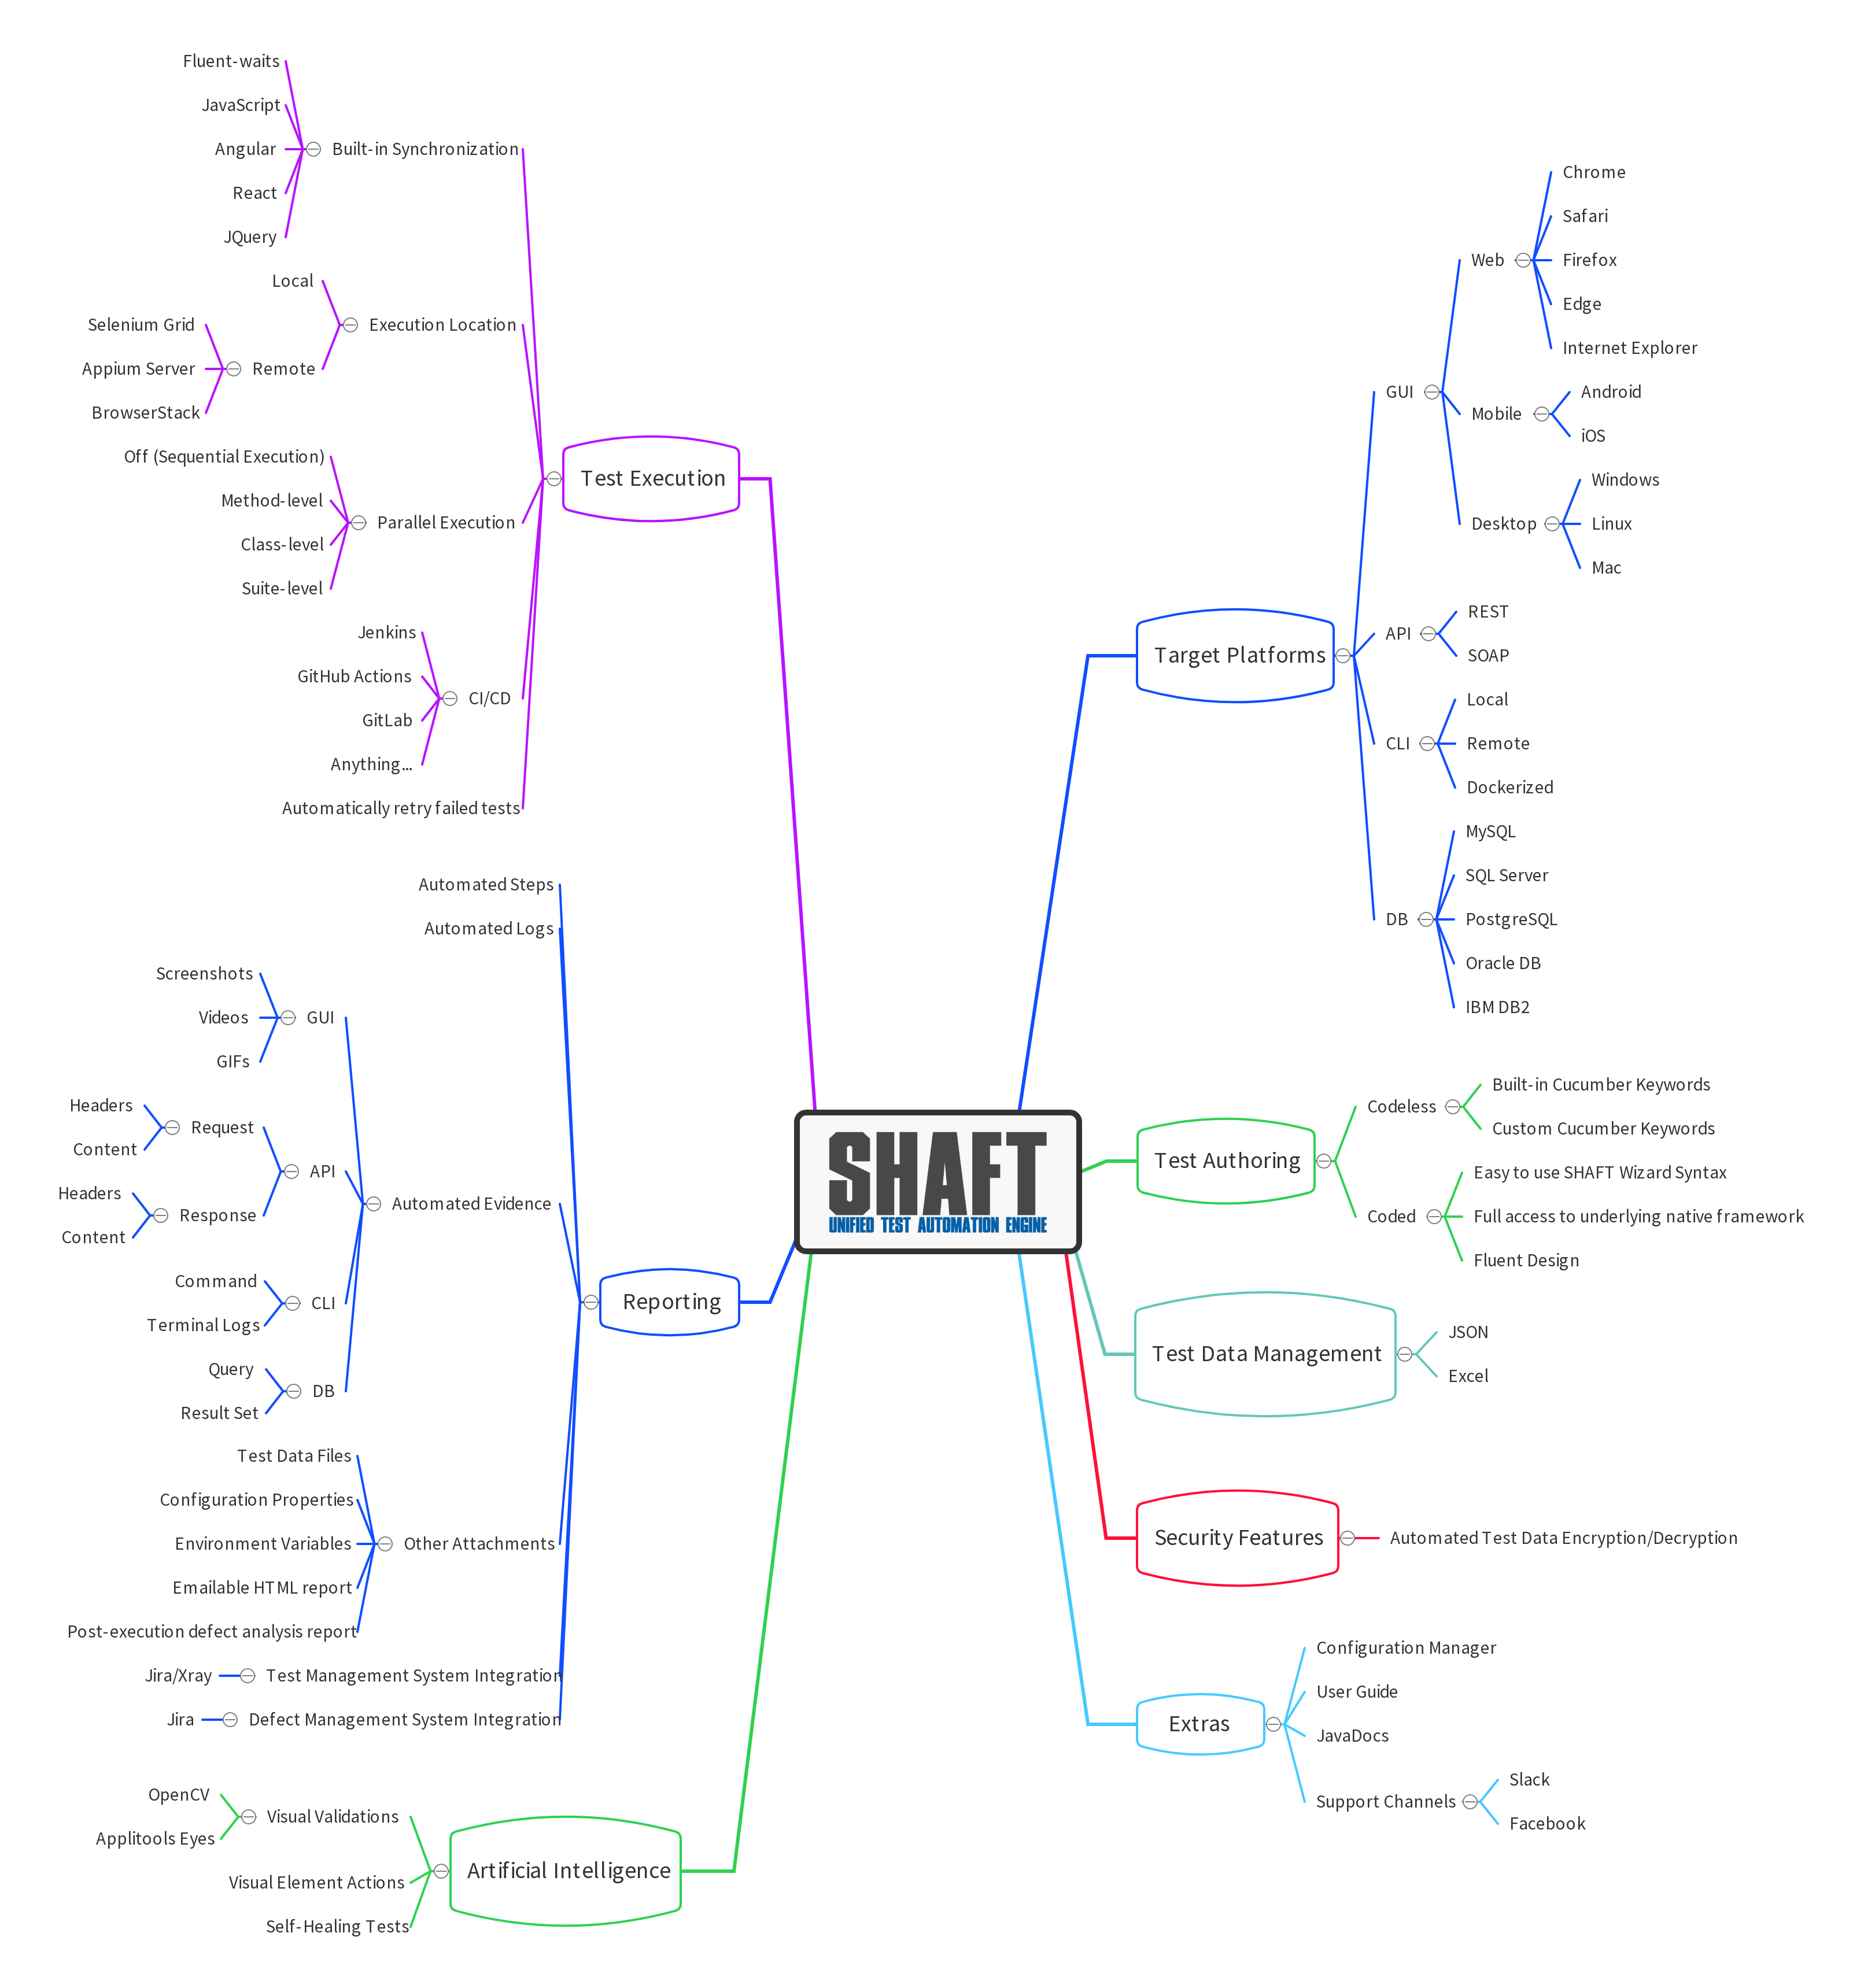 SHAFT
UNIFIED TEST AUTOMATION ENGINE
Target Platforms
GUI
Web
Chrome
Safari
Firefox
Edge
Internet Explorer
Mobile
Android
iOS
Desktop
Windows
Linux
Mac
API
REST
SOAP
CLI
Local
Remote
Dockerized
DB
MySQL
SQL Server
PostgreSQL
Oracle DB
IBM DB2
Test Authoring
Codeless
Built-in Cucumber Keywords
Custom Cucumber Keywords
Coded
Easy to use SHAFT Wizard Syntax
Full access to underlying native framework
Fluent Design
Test Data Management
JSON
Excel
Security Features
Automated Test Data Encryption/Decryption
Extras
Configuration Manager
User Guide
JavaDocs
Support Channels
Slack
Facebook
Test Execution
Built-in Synchronization
Fluent-waits
JavaScript
Angular
React
JQuery
Execution Location
Local
Remote
Selenium Grid
Appium Server
BrowserStack
Parallel Execution
Off (Sequential Execution)
Method-level
Class-level
Suite-level
CI/CD
Jenkins
GitHub Actions
GitLab
Anything...
Automatically retry failed tests
Reporting
Automated Steps
Automated Logs
Automated Evidence
GUI
Screenshots
Videos
GIFs
API
Request
Headers
Content
Response
Headers
Content
CLI
Command
Terminal Logs
DB
Query
Result Set
Other Attachments
Test Data Files
Configuration Properties
Environment Variables
Emailable HTML report
Post-execution defect analysis report
Test Management System Integration
Jira/Xray
Defect Management System Integration
Jira
Artificial Intelligence
Visual Validations
OpenCV
Applitools Eyes
Visual Element Actions
Self-Healing Tests